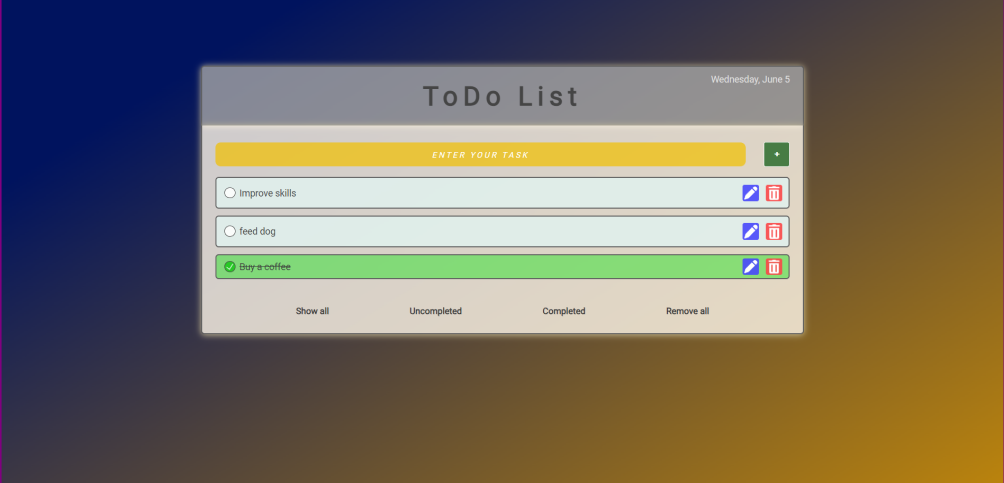 Wednesday, June 5
ToDo List
ENTER YOUR TASK
+
Improve skills
feed dog
Buy a coffee
Show all Uncompleted Completed Remove all